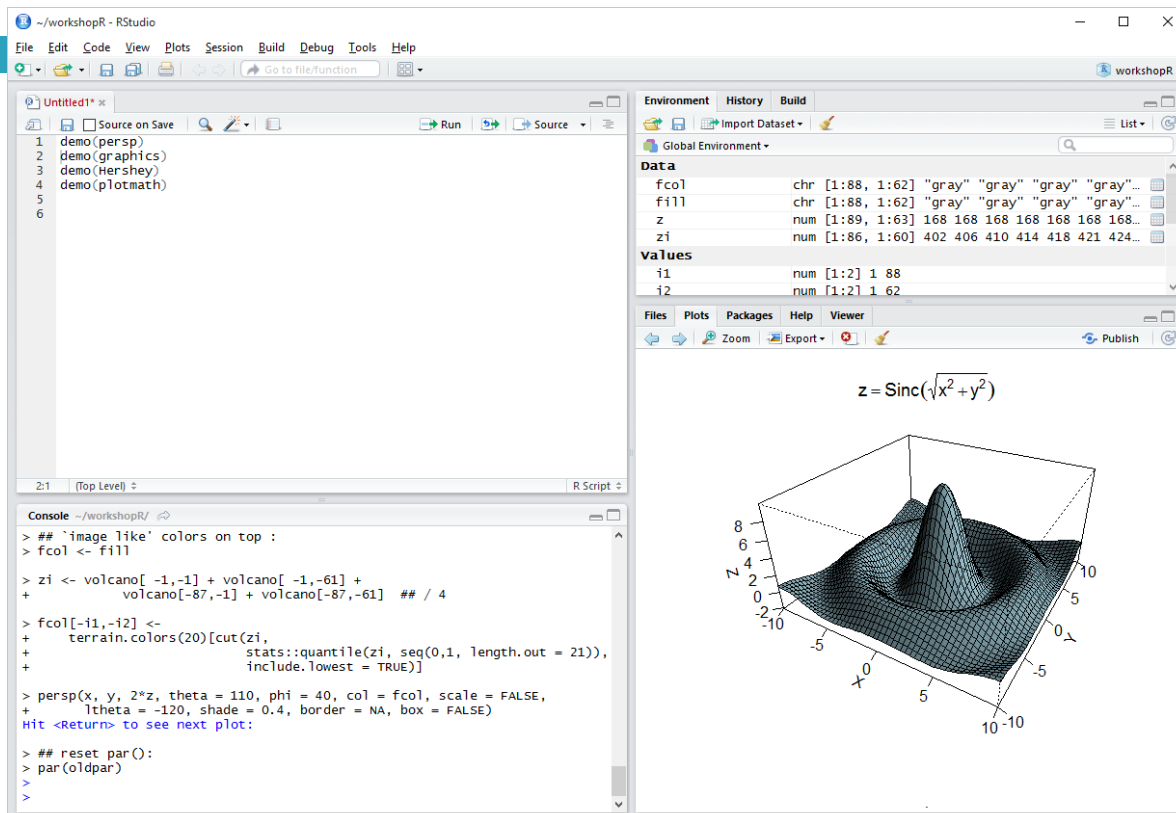 ~/workshopR - RStudio
File Edit Code View Plots Session Build Debug Tools Help
Go to file/function
workshopR
Untitled1*
Source on Save
Run
Source
1 demo(persp)
2 demo(graphics)
3 demo(Hershey)
4 demo(plotmath)
5
6
2:1 (Top Level) R Script
Console ~/workshopR/
> ## `image like' colors on top :
> fcol <- fill
> zi <- volcano[ -1,-1] + volcano[ -1,-61] +
+ volcano[-87,-1] + volcano[-87,-61] ## / 4
> fcol[-i1,-i2] <-
+ terrain.colors(20)[cut(zi,
+ stats::quantile(zi, seq(0,1, length.out = 21)),
+ include.lowest = TRUE)]
> persp(x, y, 2*z, theta = 110, phi = 40, col = fcol, scale = FALSE,
+ ltheta = -120, shade = 0.4, border = NA, box = FALSE)
Hit <Return> to see next plot:
> ## reset par():
> par(oldpar)
>
>
Environment History Build
Import Dataset List
Global Environment
Data
fcol chr [1:88, 1:62] "gray" "gray" "gray" "gray"…
fill chr [1:88, 1:62] "gray" "gray" "gray" "gray"…
z num [1:89, 1:63] 168 168 168 168 168 168 168…
zi num [1:86, 1:60] 402 406 410 414 418 421 424…
Values
i1 num [1:2] 1 88
i2 num [1:2] 1 62
Files Plots Packages Help Viewer
Zoom Export Publish
z = Sinc(√x² + y²)
8
6
4
2
0
-2
Z
-10
-5
0
5
10
X
-10
-5
0
5
10
Y